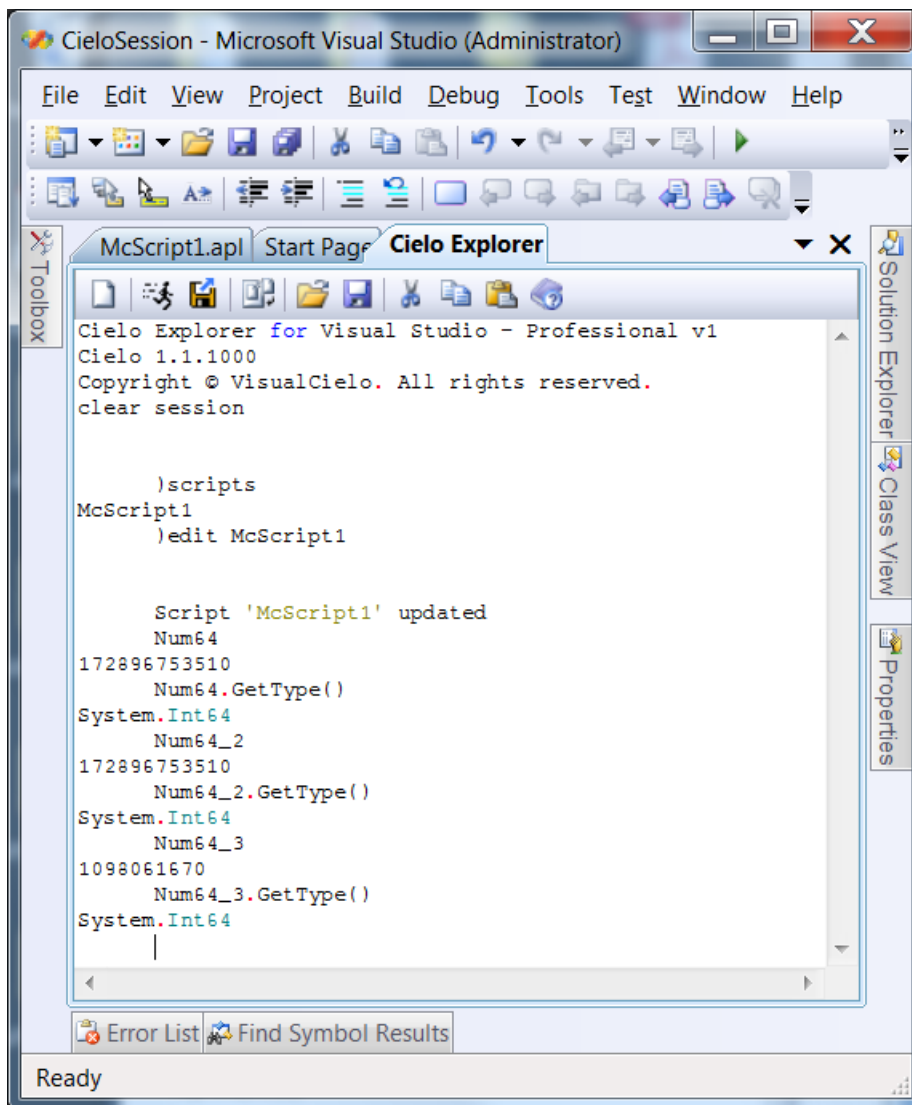 CieloSession - Microsoft Visual Studio (Administrator)
File Edit View Project Build Debug Tools Test Window Help
McScript1.apl Start Page Cielo Explorer
Toolbox
Solution Explorer
Class View
Properties
Cielo Explorer for Visual Studio - Professional v1
Cielo 1.1.1000
Copyright © VisualCielo. All rights reserved.
clear session
)scripts
McScript1
)edit McScript1
Script 'McScript1' updated
Num64
172896753510
Num64.GetType()
System.Int64
Num64_2
172896753510
Num64_2.GetType()
System.Int64
Num64_3
1098061670
Num64_3.GetType()
System.Int64
Error List Find Symbol Results
Ready